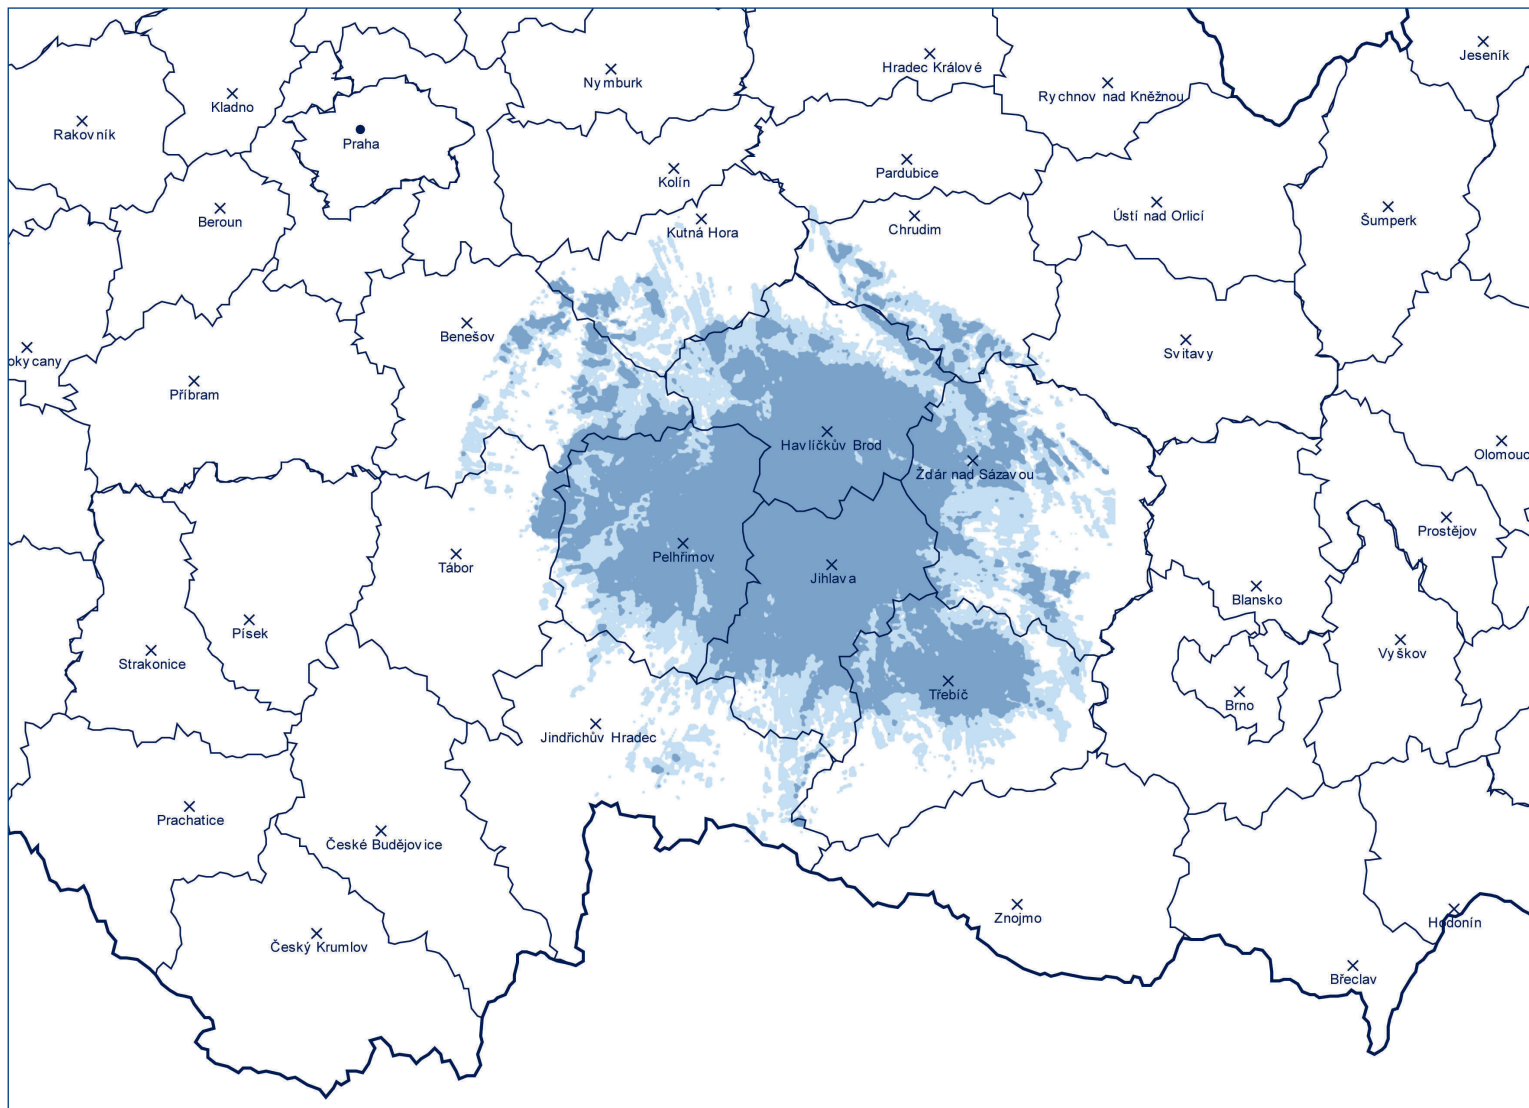 Jeseník
Hradec Králové
Nymburk
Rychnov nad Kněžnou
Kladno
Rakovník
Praha
Pardubice
Kolín
Ústí nad Orlicí
Šumperk
Beroun
Kutná Hora
Chrudim
Benešov
Svitavy
okycany
Příbram
Havlíčkův Brod
Olomouc
Žďár nad Sázavou
Prostějov
Pelhřimov
Tábor
Jihlava
Blansko
Písek
Strakonice
Vyškov
Třebíč
Brno
Jindřichův Hradec
Prachatice
České Budějovice
Znojmo
Hodonín
Český Krumlov
Břeclav